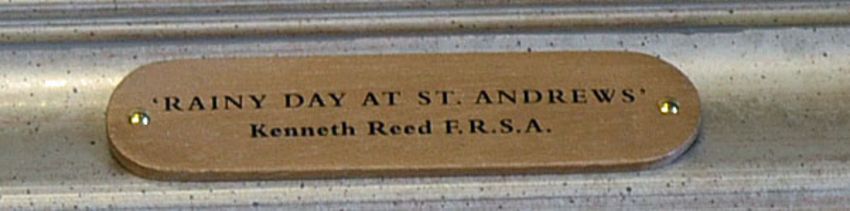 'RAINY DAY AT ST. ANDREWS'
Kenneth Reed F.R.S.A.